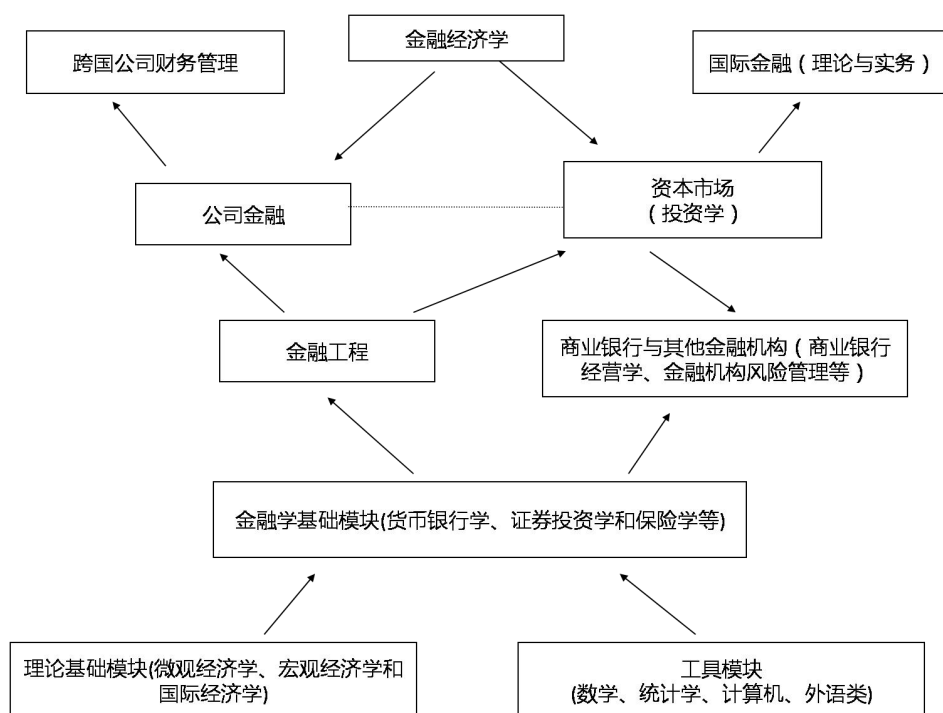 金融经济学
跨国公司财务管理
国际金融（理论与实务）
公司金融
资本市场
（投资学）
金融工程
商业银行与其他金融机构（商业银行
经营学、金融机构风险管理等）
金融学基础模块(货币银行学、证券投资学和保险学等)
理论基础模块(微观经济学、宏观经济学和
国际经济学)
工具模块
(数学、统计学、计算机、外语类)